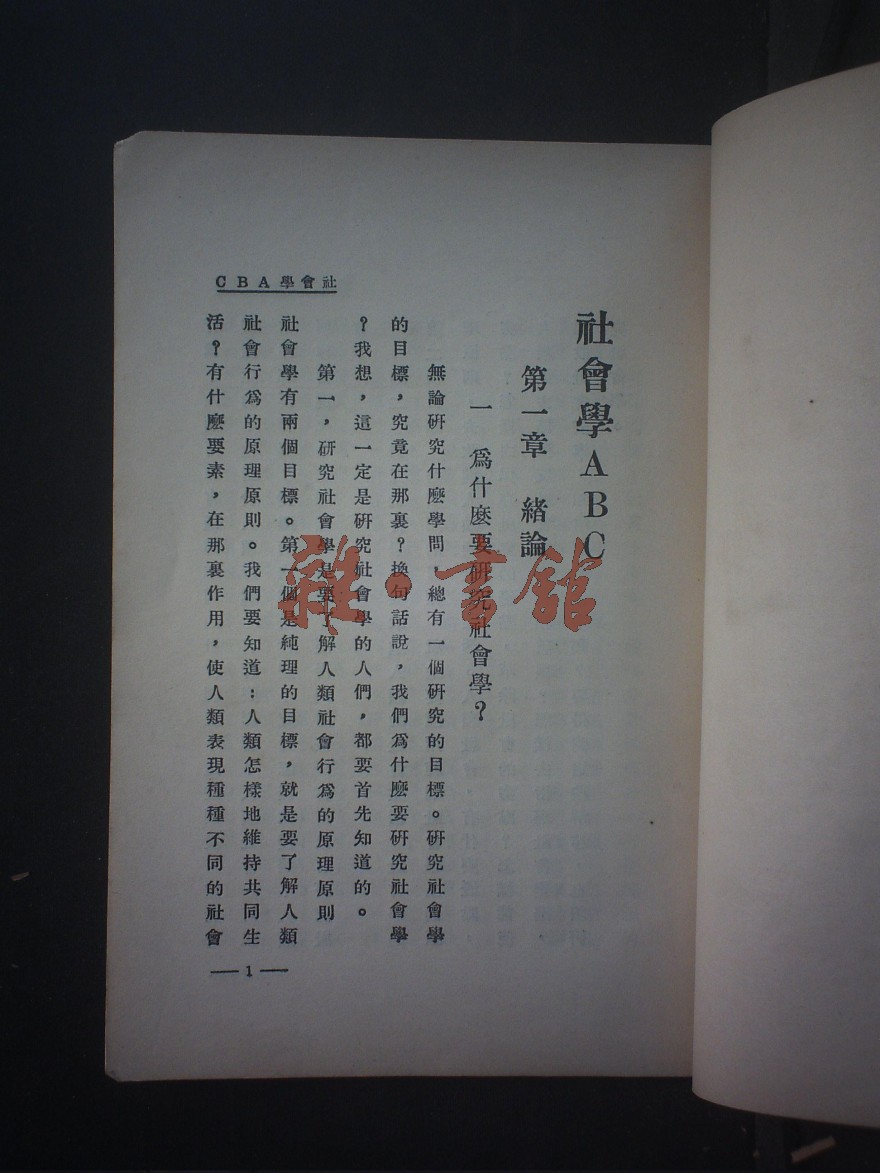 社會學ABC
第一章 緒論
一 爲什麽要研究社會學?
無論研究什麽學問,總有一個研究的目標。研究社會學
的目標,究竟在那裏?換句話說,我們爲什麽要研究社會學
?我想,這一定是研究社會學的人們,都要首先知道的。
第一,研究社會學是要了解人類社會行爲的原理原則
社會學有兩個目標。第一個是純理的目標,就是要了解人類
社會行爲的原理原則。我們要知道:人類怎樣地維持共同生
活?有什麽要素,在那裏作用,使人類表現種種不同的社會
CBA學會社
— 1 —
雜·書館